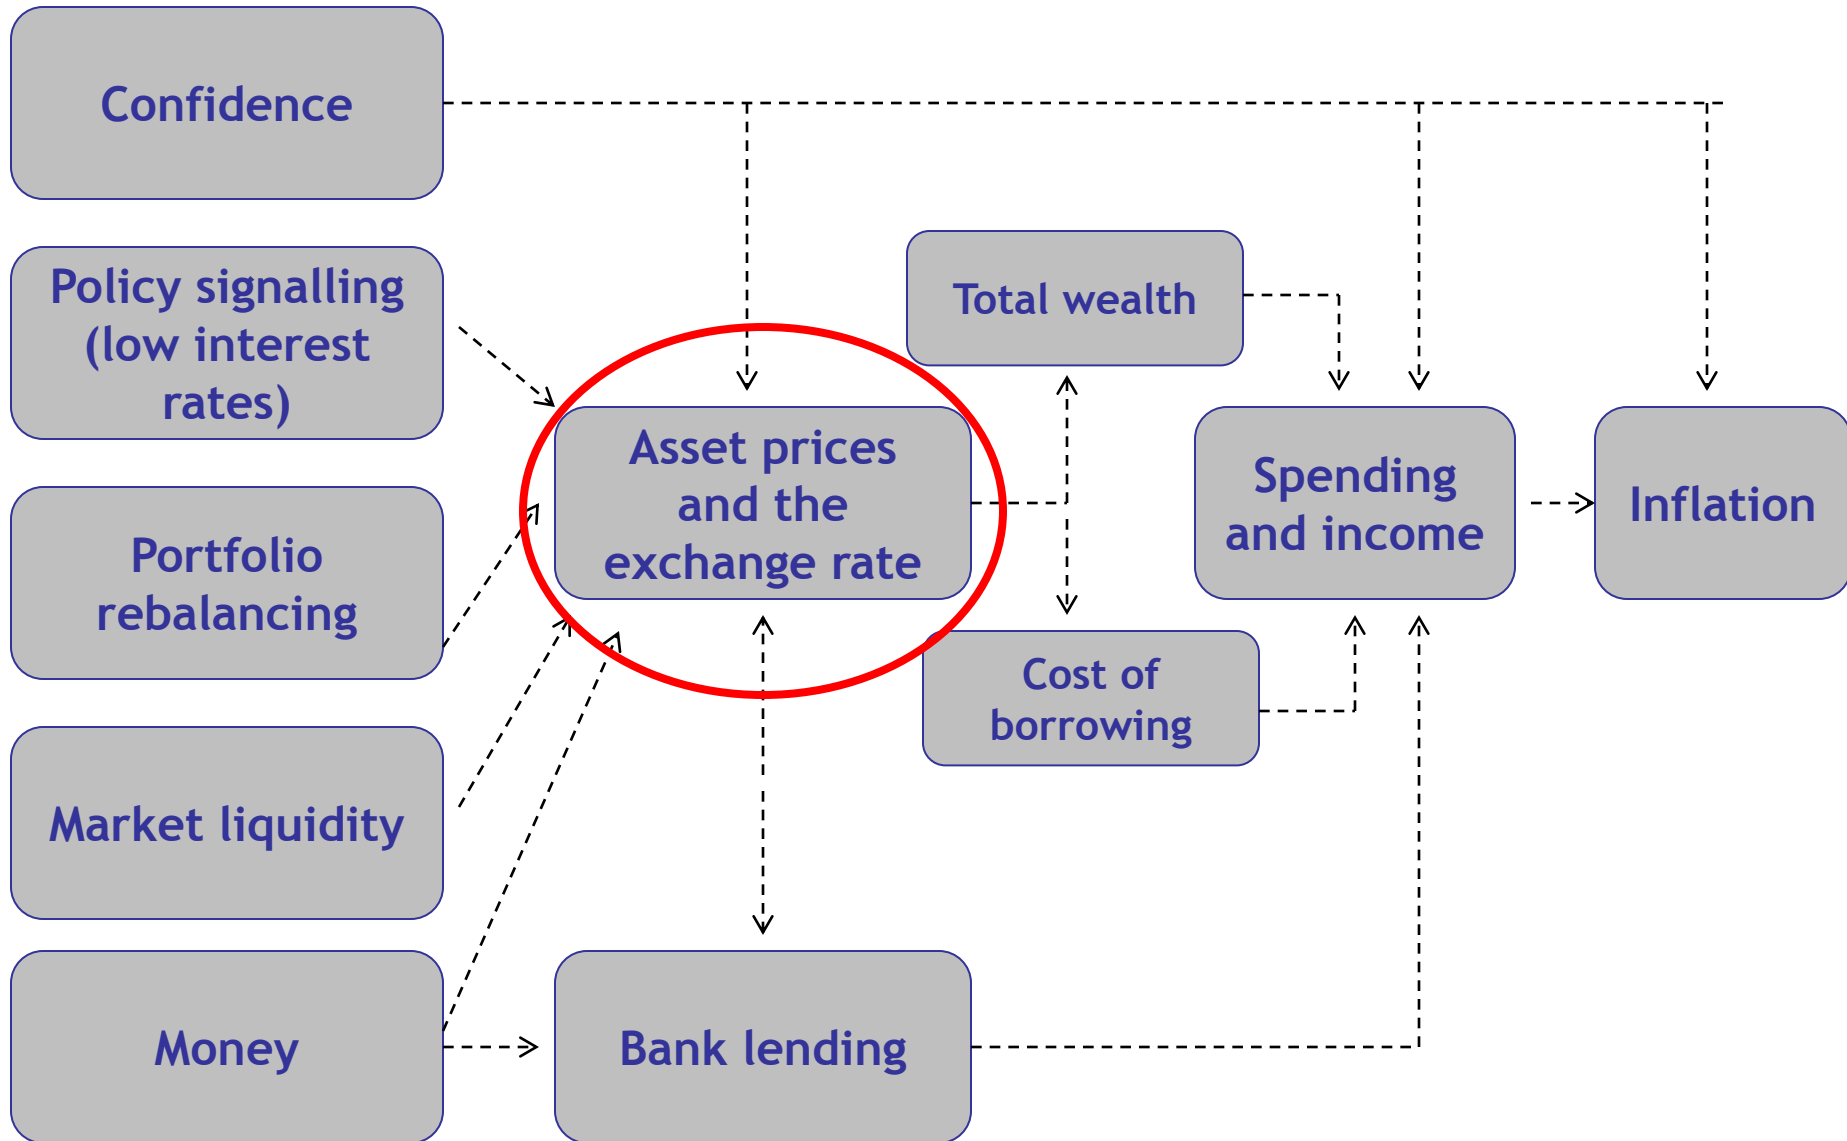 Confidence
Policy signalling
(low interest
rates)
Total wealth
Asset prices
and the
exchange rate
Spending
and income
Inflation
Portfolio
rebalancing
Cost of
borrowing
Market liquidity
Money
Bank lending